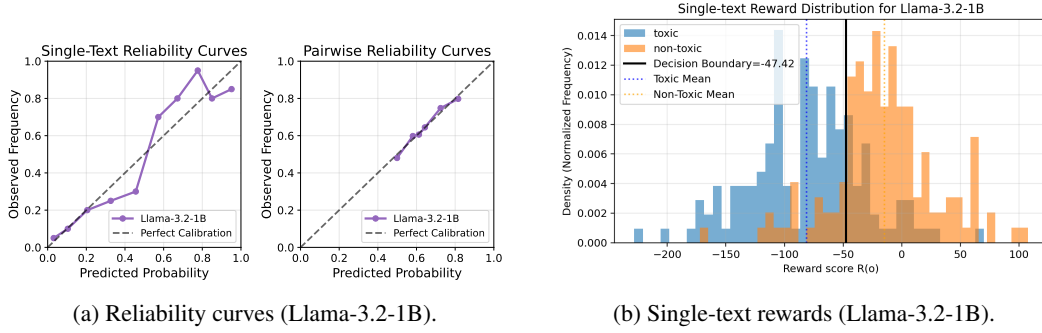 Single-Text Reliability Curves
1.0
0.8
0.6
0.4
0.2
0.0
Observed Frequency
Llama-3.2-1B
Perfect Calibration
0.0 0.2 0.4 0.6 0.8 1.0
Predicted Probability
Pairwise Reliability Curves
1.0
0.8
0.6
0.4
0.2
0.0
Observed Frequency
Llama-3.2-1B
Perfect Calibration
0.0 0.2 0.4 0.6 0.8 1.0
Predicted Probability
(a) Reliability curves (Llama-3.2-1B).
Single-text Reward Distribution for Llama-3.2-1B
0.014
0.012
0.010
0.008
0.006
0.004
0.002
0.000
Density (Normalized Frequency)
toxic
non-toxic
Decision Boundary=-47.42
Toxic Mean
Non-Toxic Mean
−200 −150 −100 −50 0 50 100
Reward score R(o)
(b) Single-text rewards (Llama-3.2-1B).